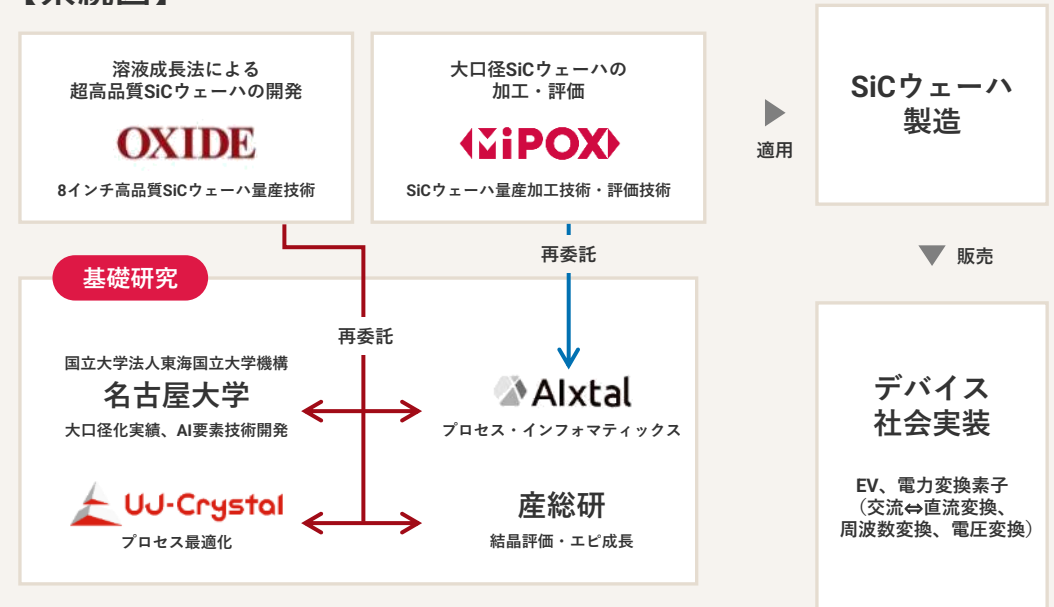 溶液成長法による
超高品質SiCウェーハの開発
OXIDE
8インチ高品質SiCウェーハ量産技術
大口径SiCウェーハの
加工・評価
MiPOX
SiCウェーハ量産加工技術・評価技術
適用
SiCウェーハ
製造
販売
再委託
基礎研究
再委託
国立大学法人東海国立大学機構
名古屋大学
大口径化実績、AI要素技術開発
AIxtal
プロセス・インフォマティックス
UJ-Crystal
プロセス最適化
産総研
結晶評価・エピ成長
デバイス
社会実装
EV、電力変換素子
（交流⇔直流変換、
周波数変換、電圧変換）